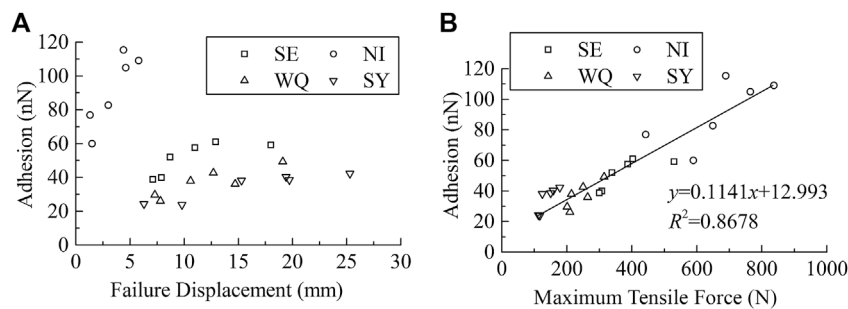 A
120
100
80
60
40
20
0
Adhesion (nN)
SE NI
WQ SY
0 5 10 15 20 25 30
Failure Displacement (mm)
B
120
100
80
60
40
20
0
Adhesion (nN)
SE NI
WQ SY
y=0.1141x+12.993
R²=0.8678
0 200 400 600 800 1000
Maximum Tensile Force (N)